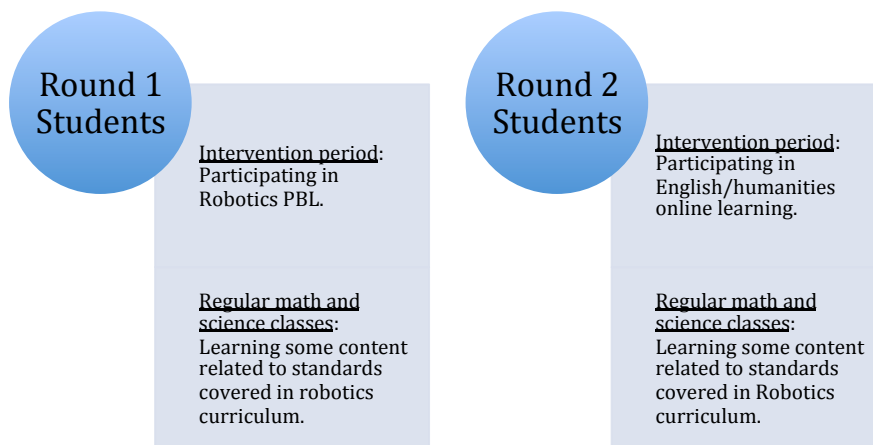 Round 1
Students
Intervention period:
Participating in
Robotics PBL.
Regular math and
science classes:
Learning some content
related to standards
covered in robotics
curriculum.
Round 2
Students
Intervention period:
Participating in
English/humanities
online learning.
Regular math and
science classes:
Learning some content
related to standards
covered in Robotics
curriculum.